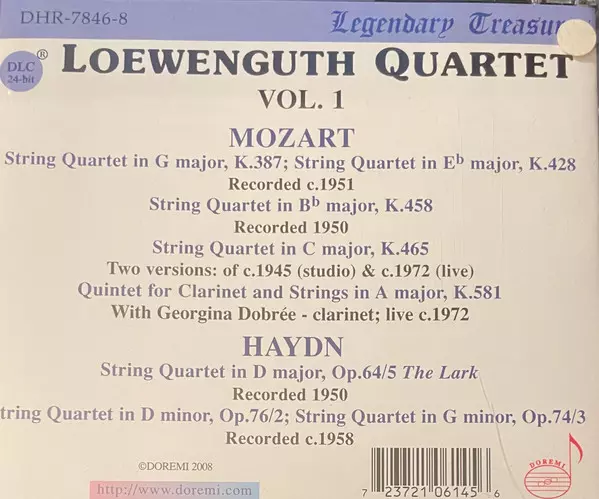 DHR-7846-8
Legendary Treasur
DLC ®
24-bit
LOEWENGUTH QUARTET
VOL. 1
MOZART
String Quartet in G major, K.387; String Quartet in E♭ major, K.428
Recorded c.1951
String Quartet in B♭ major, K.458
Recorded 1950
String Quartet in C major, K.465
Two versions: of c.1945 (studio) & c.1972 (live)
Quintet for Clarinet and Strings in A major, K.581
With Georgina Dobrée - clarinet; live c.1972
HAYDN
String Quartet in D major, Op.64/5 The Lark
Recorded 1950
tring Quartet in D minor, Op.76/2; String Quartet in G minor, Op.74/3
Recorded c.1958
©DOREMI 2008
http://www.doremi.com
7 23721 06145 6
DOREMI